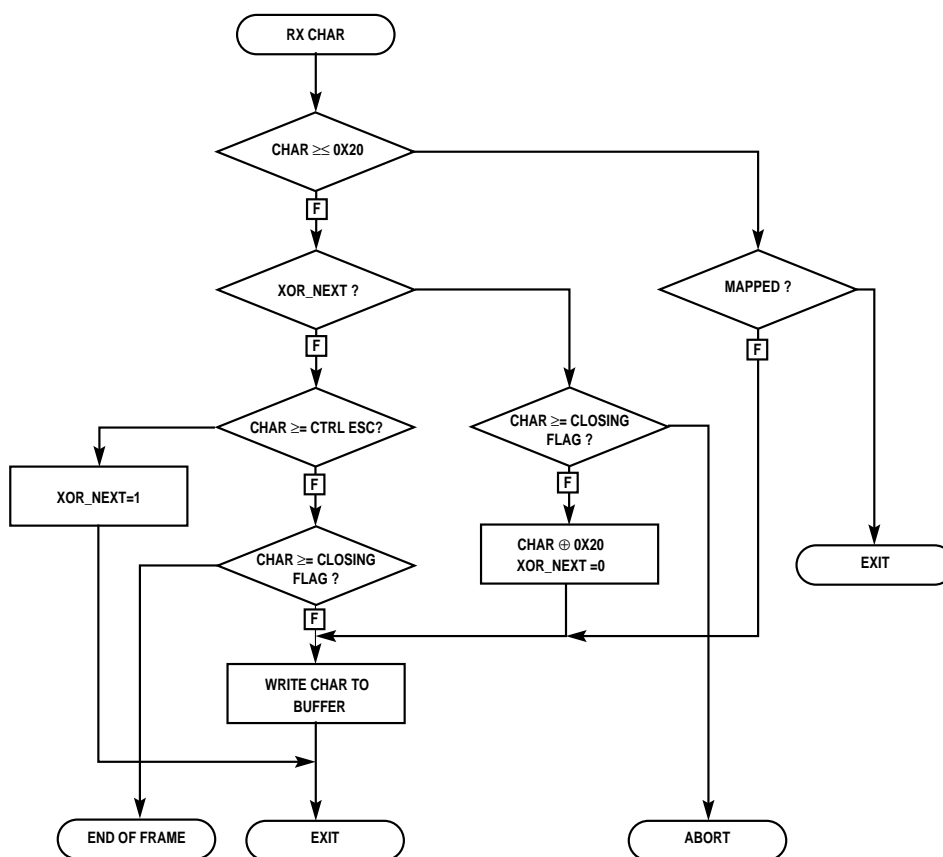 RX CHAR
CHAR ≥≤ 0X20
F
XOR_NEXT ?
MAPPED ?
F
F
CHAR ≥= CTRL ESC?
CHAR ≥= CLOSING
FLAG ?
XOR_NEXT=1
F
F
CHAR ⊕ 0X20
XOR_NEXT =0
CHAR ≥= CLOSING
FLAG ?
EXIT
F
WRITE CHAR TO
BUFFER
END OF FRAME
EXIT
ABORT